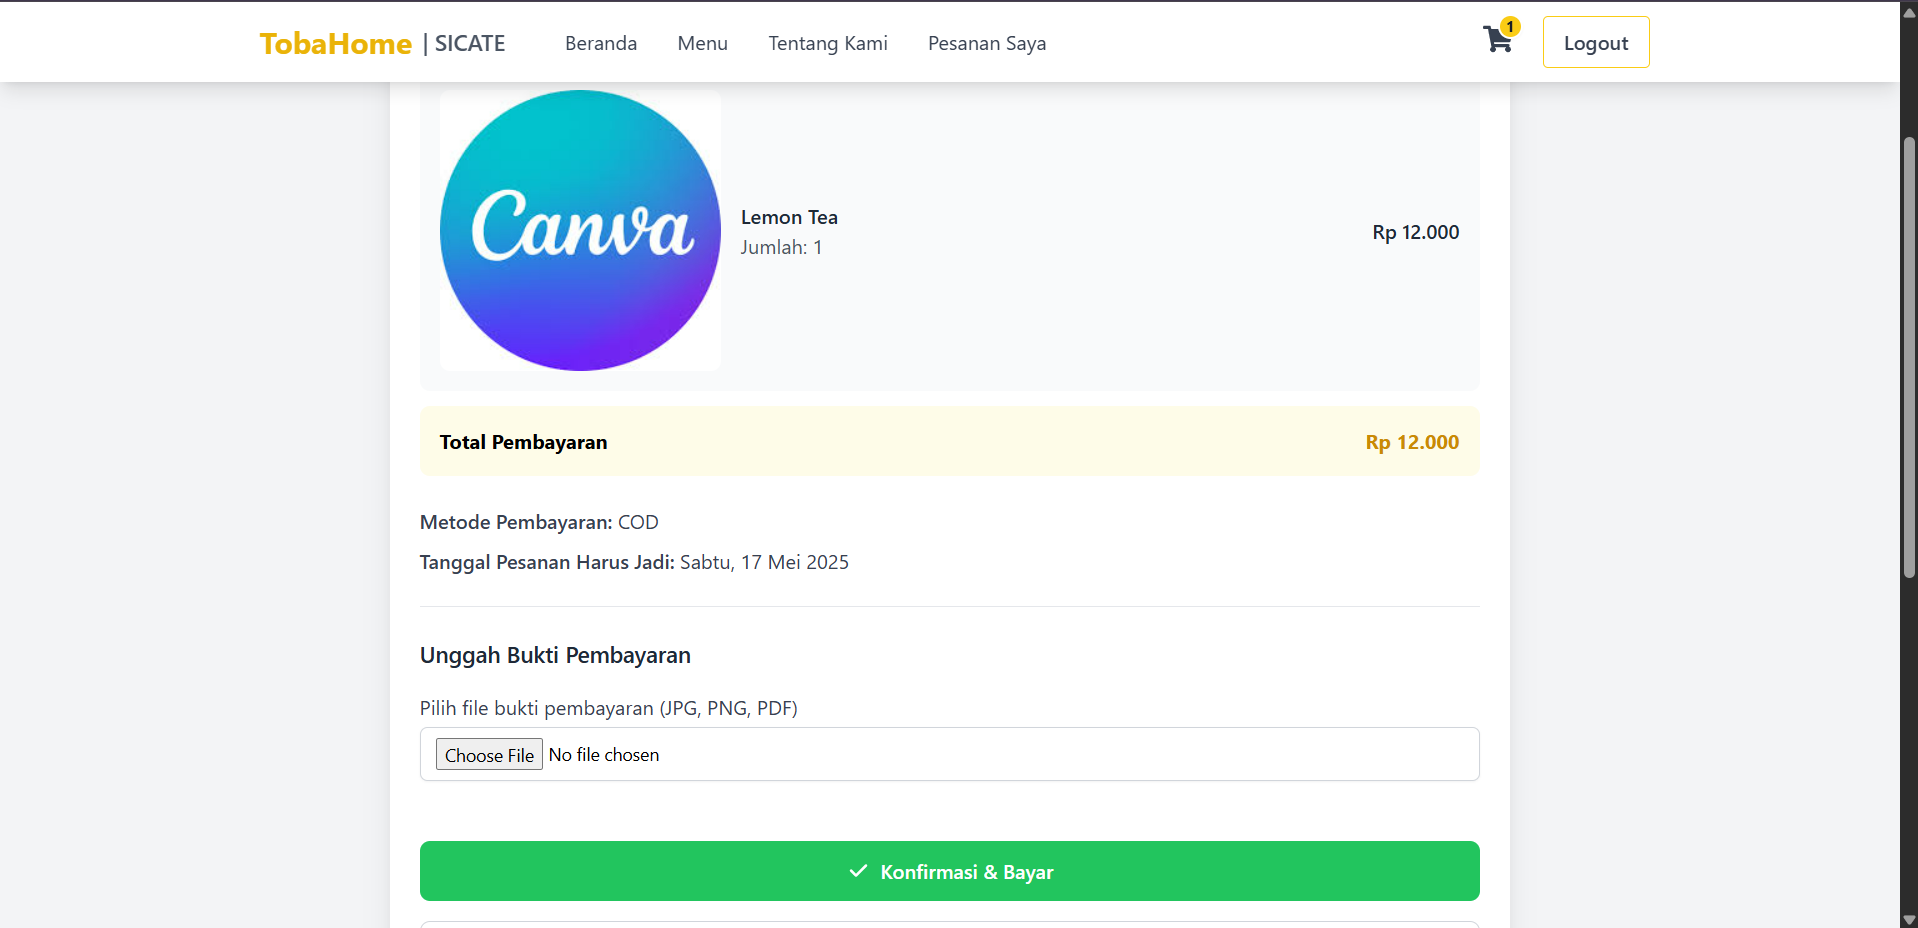 TobaHome | SICATE
Beranda
Menu
Tentang Kami
Pesanan Saya
1
Logout
Canva
Lemon Tea
Jumlah: 1
Rp 12.000
Total Pembayaran
Rp 12.000
Metode Pembayaran: COD
Tanggal Pesanan Harus Jadi: Sabtu, 17 Mei 2025
Unggah Bukti Pembayaran
Pilih file bukti pembayaran (JPG, PNG, PDF)
Choose File No file chosen
Konfirmasi & Bayar